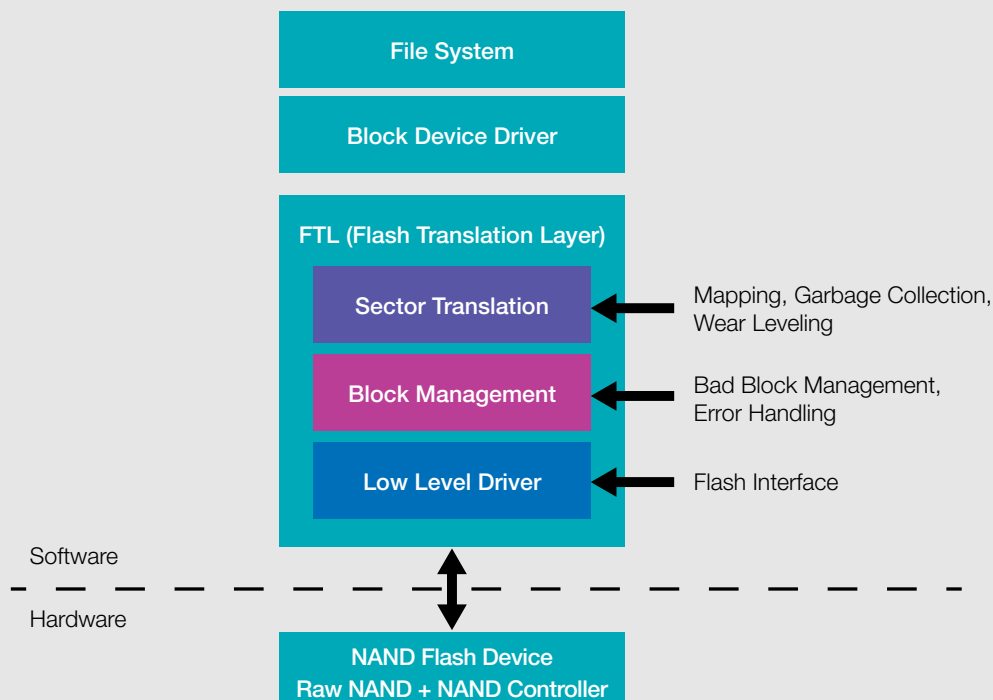 File System
Block Device Driver
FTL (Flash Translation Layer)
Sector Translation
Mapping, Garbage Collection,
Wear Leveling
Block Management
Bad Block Management,
Error Handling
Low Level Driver
Flash Interface
Software
Hardware
NAND Flash Device
Raw NAND + NAND Controller